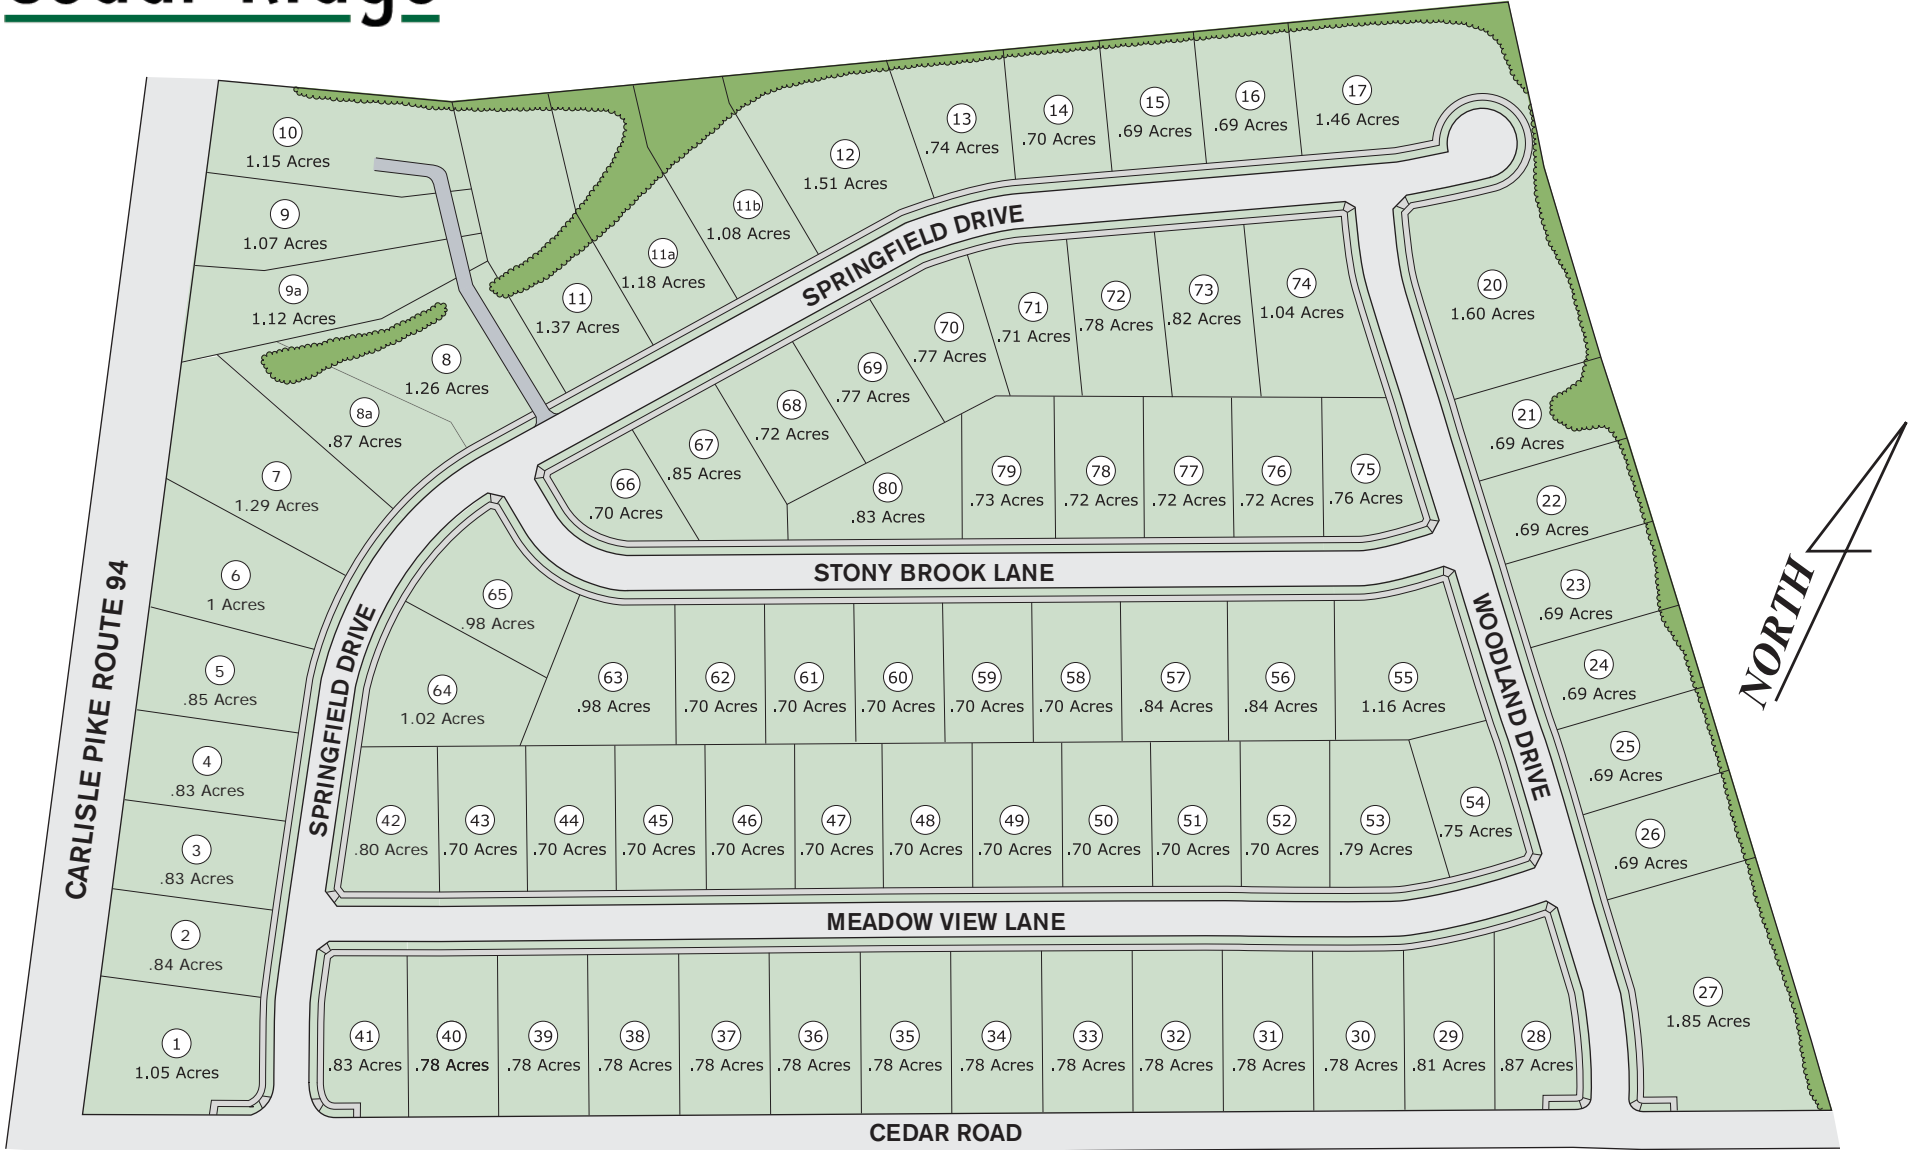 Cedar Ridge
10
1.15 Acres
9
1.07 Acres
9a
1.12 Acres
8
1.26 Acres
8a
.87 Acres
7
1.29 Acres
6
1 Acres
5
.85 Acres
4
.83 Acres
3
.83 Acres
2
.84 Acres
1
1.05 Acres
11
1.37 Acres
11a
1.18 Acres
11b
1.08 Acres
12
1.51 Acres
13
.74 Acres
14
.70 Acres
15
.69 Acres
16
.69 Acres
17
1.46 Acres
20
1.60 Acres
21
.69 Acres
22
.69 Acres
23
.69 Acres
24
.69 Acres
25
.69 Acres
26
.69 Acres
27
1.85 Acres
SPRINGFIELD DRIVE
66
.70 Acres
67
.85 Acres
68
.72 Acres
69
.77 Acres
70
.77 Acres
71
.71 Acres
72
.78 Acres
73
.82 Acres
74
1.04 Acres
80
.83 Acres
79
.73 Acres
78
.72 Acres
77
.72 Acres
76
.72 Acres
75
.76 Acres
STONY BROOK LANE
65
.98 Acres
64
1.02 Acres
63
.98 Acres
62
.70 Acres
61
.70 Acres
60
.70 Acres
59
.70 Acres
58
.70 Acres
57
.84 Acres
56
.84 Acres
55
1.16 Acres
42
.80 Acres
43
.70 Acres
44
.70 Acres
45
.70 Acres
46
.70 Acres
47
.70 Acres
48
.70 Acres
49
.70 Acres
50
.70 Acres
51
.70 Acres
52
.70 Acres
53
.79 Acres
54
.75 Acres
MEADOW VIEW LANE
41
.83 Acres
40
.78 Acres
39
.78 Acres
38
.78 Acres
37
.78 Acres
36
.78 Acres
35
.78 Acres
34
.78 Acres
33
.78 Acres
32
.78 Acres
31
.78 Acres
30
.78 Acres
29
.81 Acres
28
.87 Acres
CEDAR ROAD
CARLISLE PIKE ROUTE 94
SPRINGFIELD DRIVE
WOODLAND DRIVE
NORTH